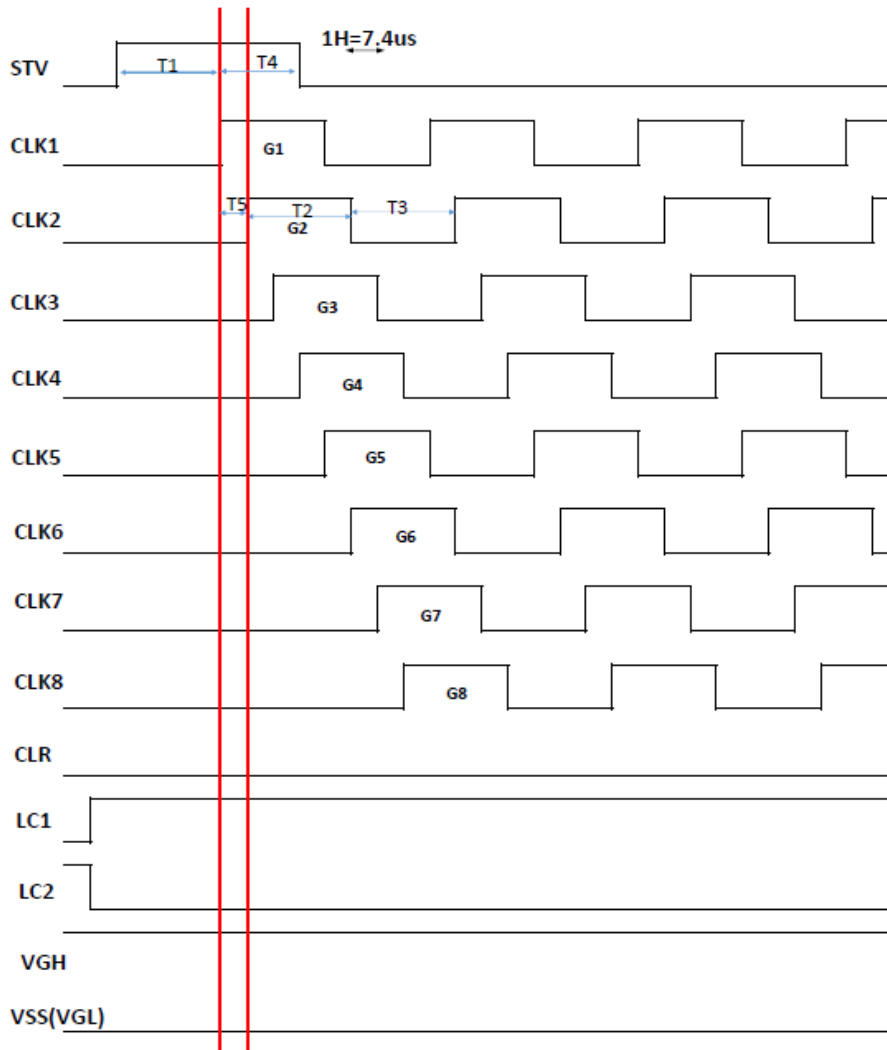 1H=7.4us
STV
T1
T4
CLK1
G1
CLK2
T5
T2
T3
G2
CLK3
G3
CLK4
G4
CLK5
G5
CLK6
G6
CLK7
G7
CLK8
G8
CLR
LC1
LC2
VGH
VSS(VGL)